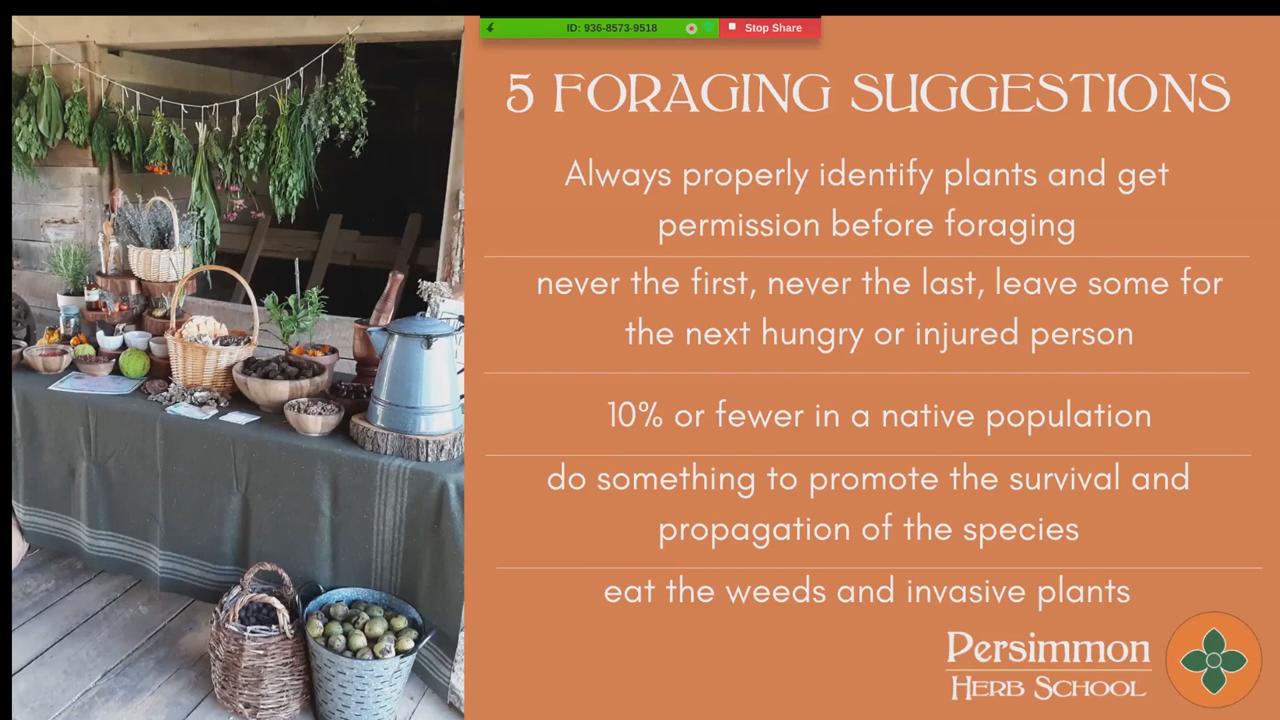 ID: 936-8573-9518
Stop Share
5 FORAGING SUGGESTIONS
Always properly identify plants and get
permission before foraging
never the first, never the last, leave some for
the next hungry or injured person
10% or fewer in a native population
do something to promote the survival and
propagation of the species
eat the weeds and invasive plants
Persimmon
HERB SCHOOL